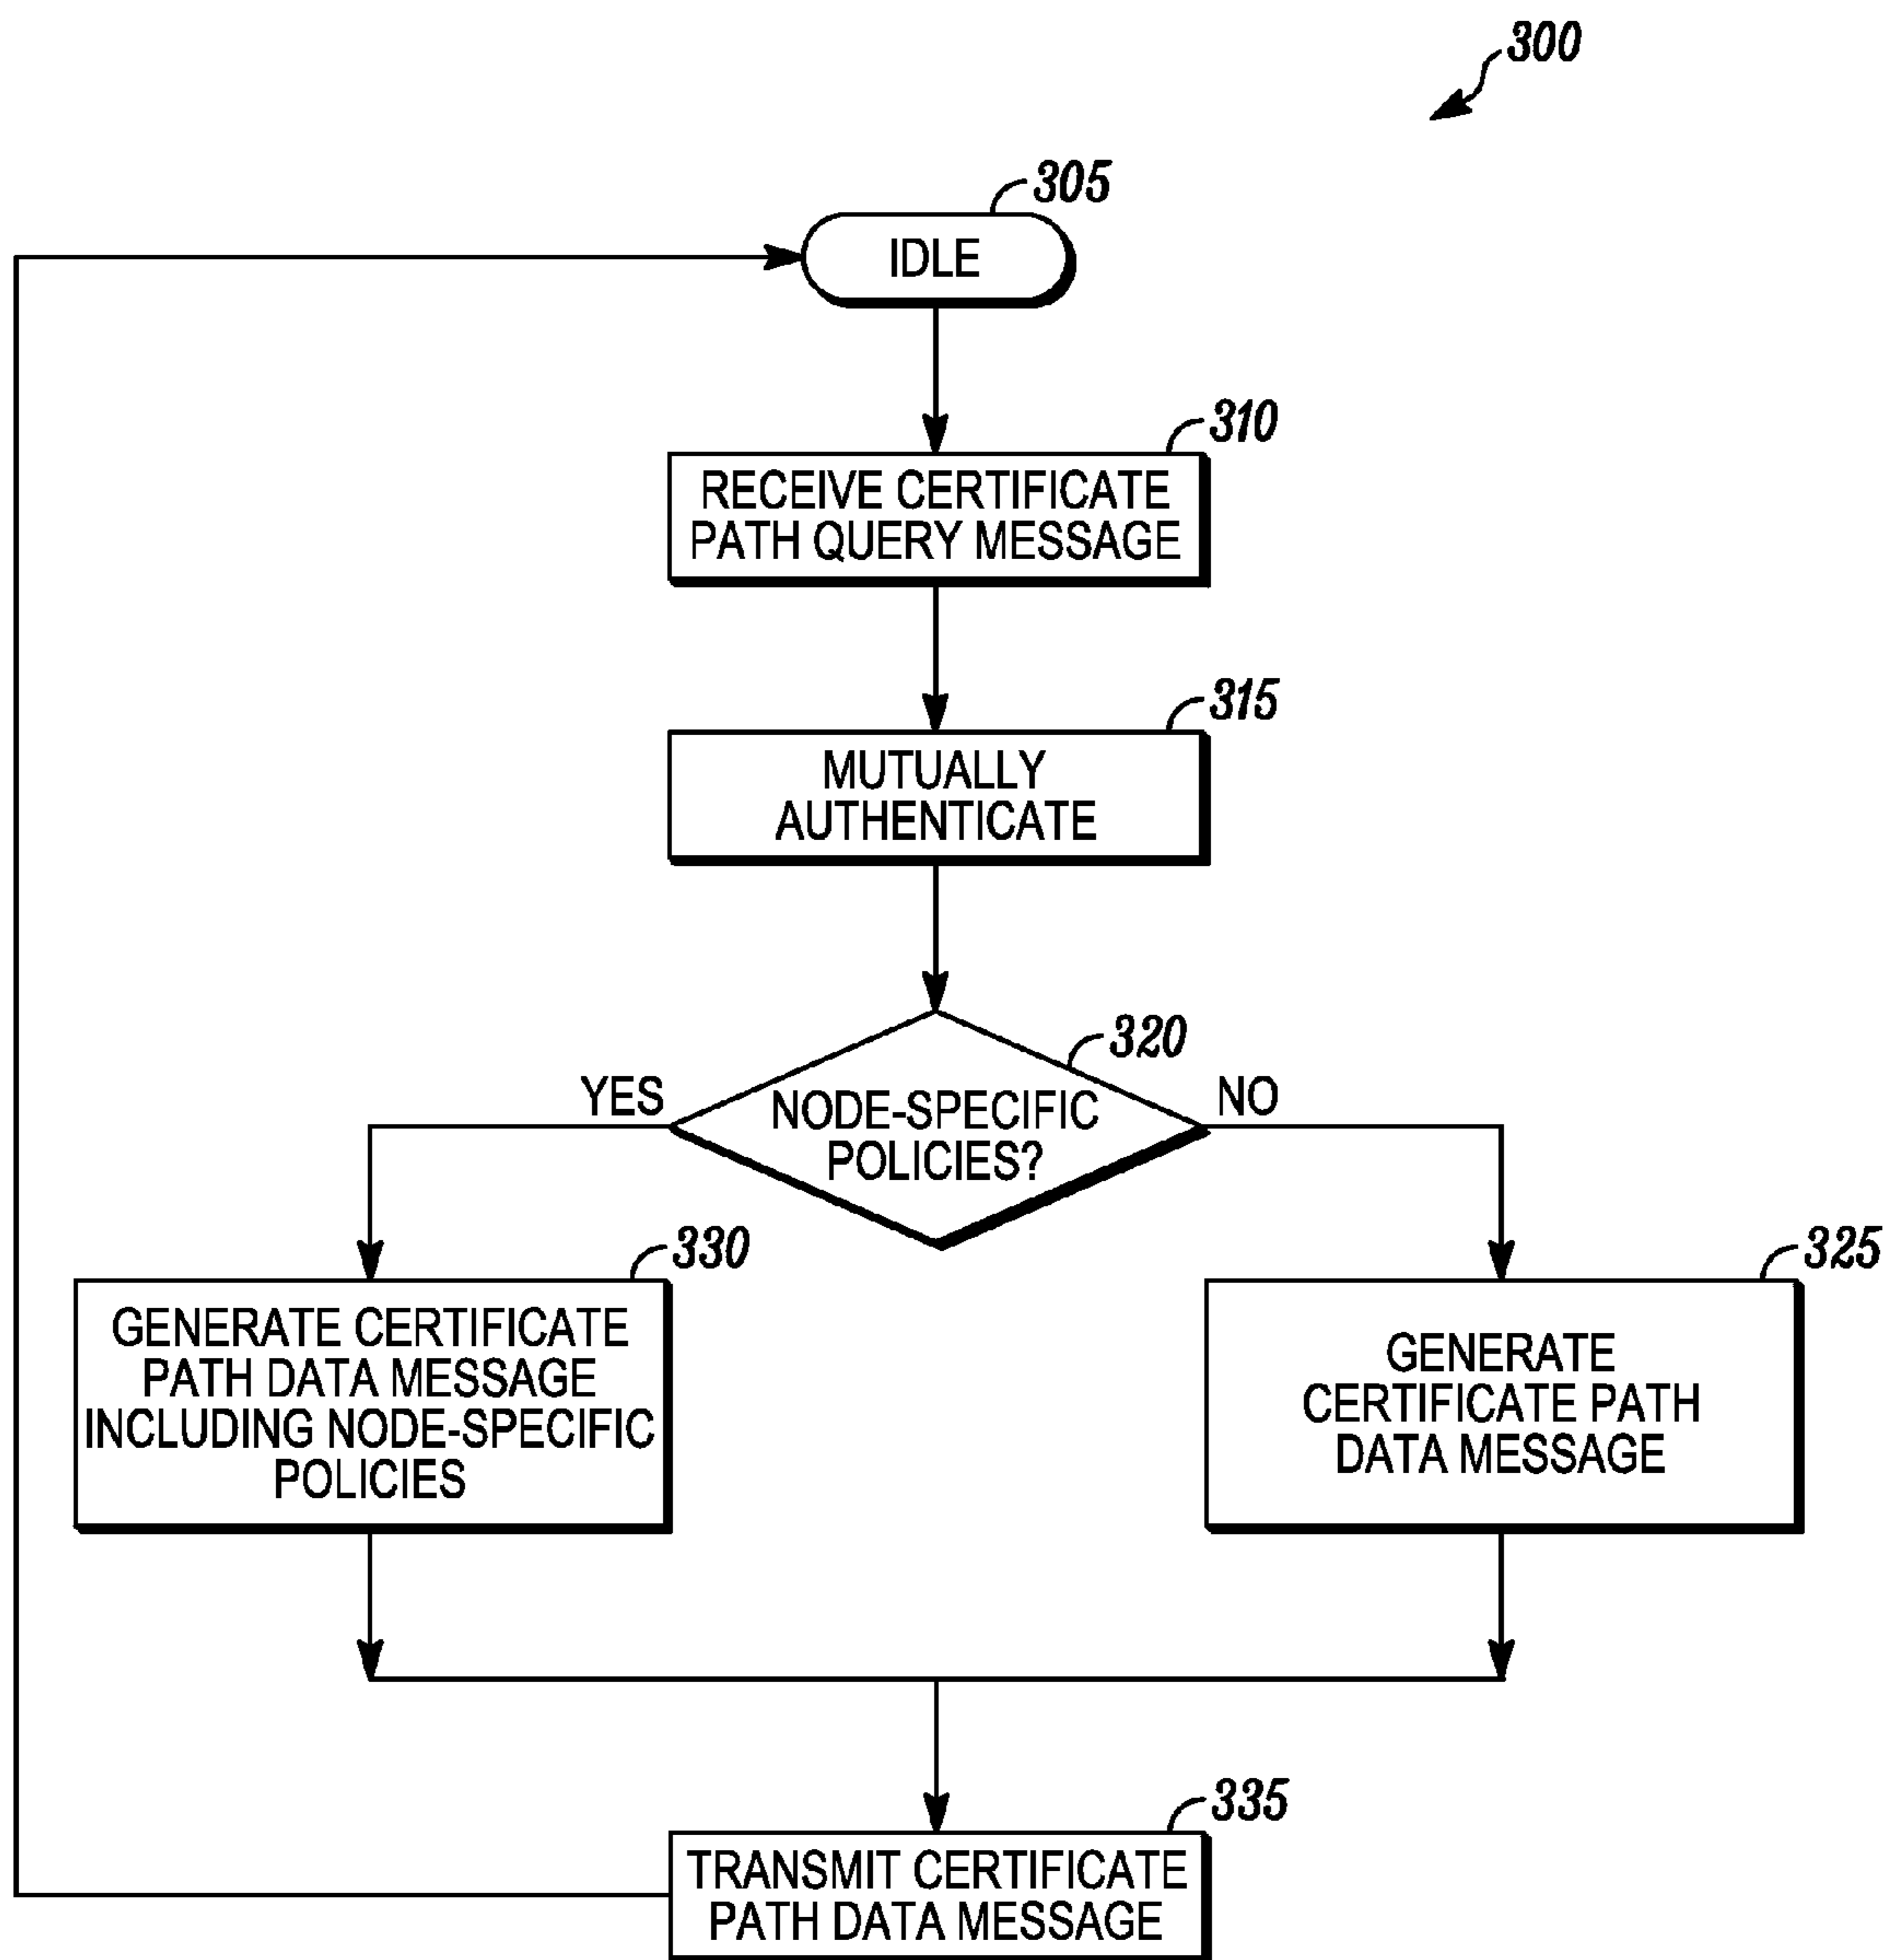 300
305
IDLE
310
RECEIVE CERTIFICATE
PATH QUERY MESSAGE
315
MUTUALLY
AUTHENTICATE
320
YES
NODE-SPECIFIC
POLICIES?
NO
330
GENERATE CERTIFICATE
PATH DATA MESSAGE
INCLUDING NODE-SPECIFIC
POLICIES
325
GENERATE
CERTIFICATE PATH
DATA MESSAGE
335
TRANSMIT CERTIFICATE
PATH DATA MESSAGE